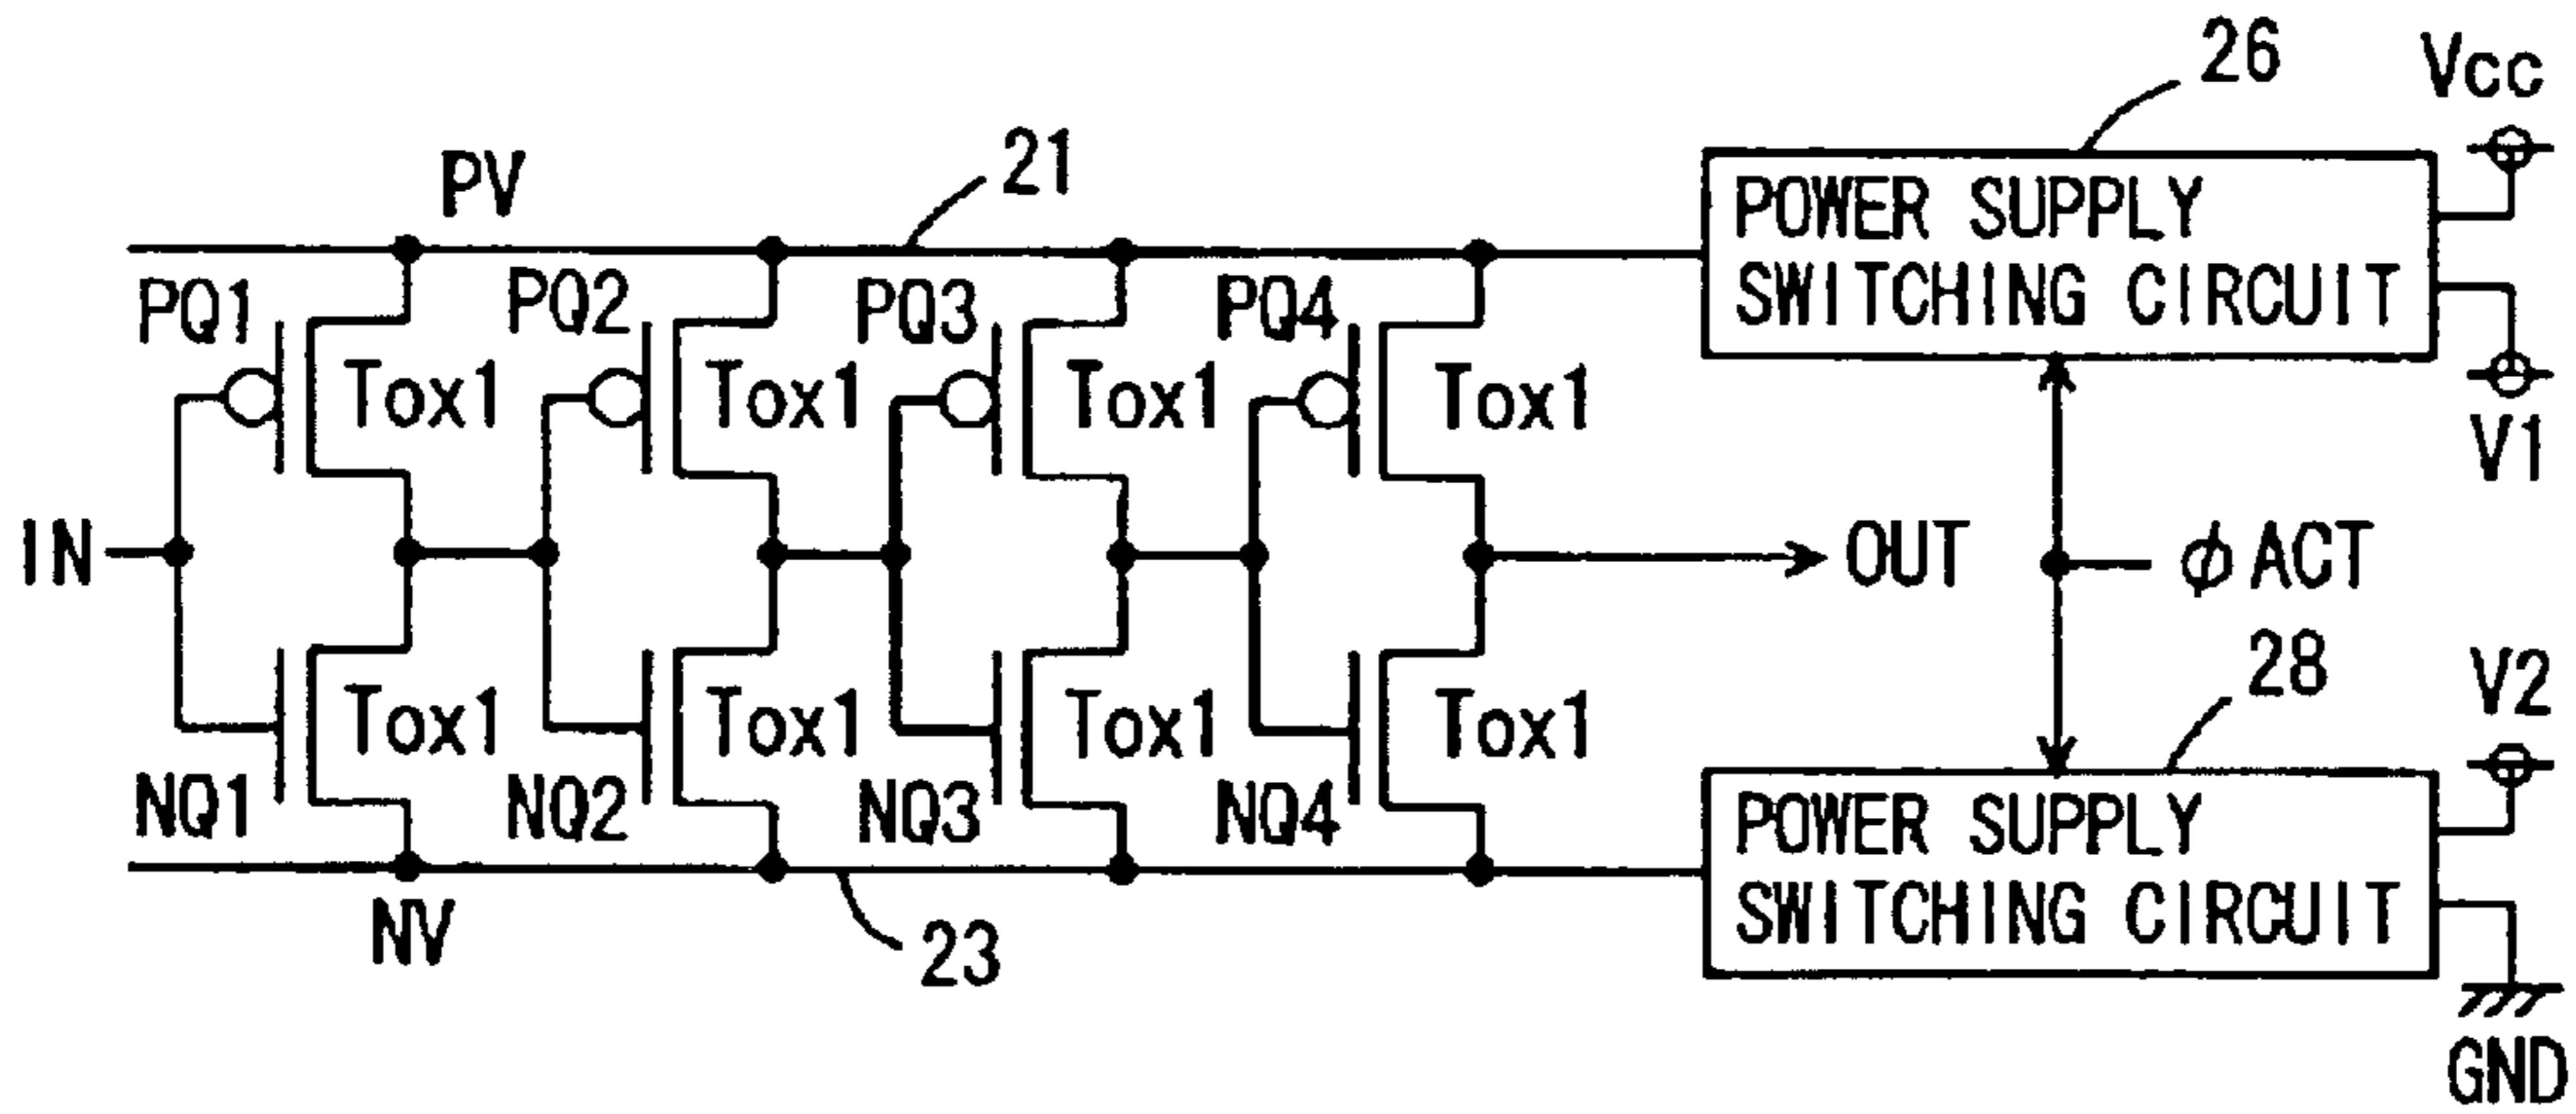 26
Vcc
21
PV
POWER SUPPLY
SWITCHING CIRCUIT
PQ1
PQ2
PQ3
PQ4
Tox1
Tox1
Tox1
Tox1
V1
IN
OUT
ϕ ACT
28
V2
Tox1
Tox1
Tox1
Tox1
NQ1
NQ2
NQ3
NQ4
POWER SUPPLY
SWITCHING CIRCUIT
NV
23
GND